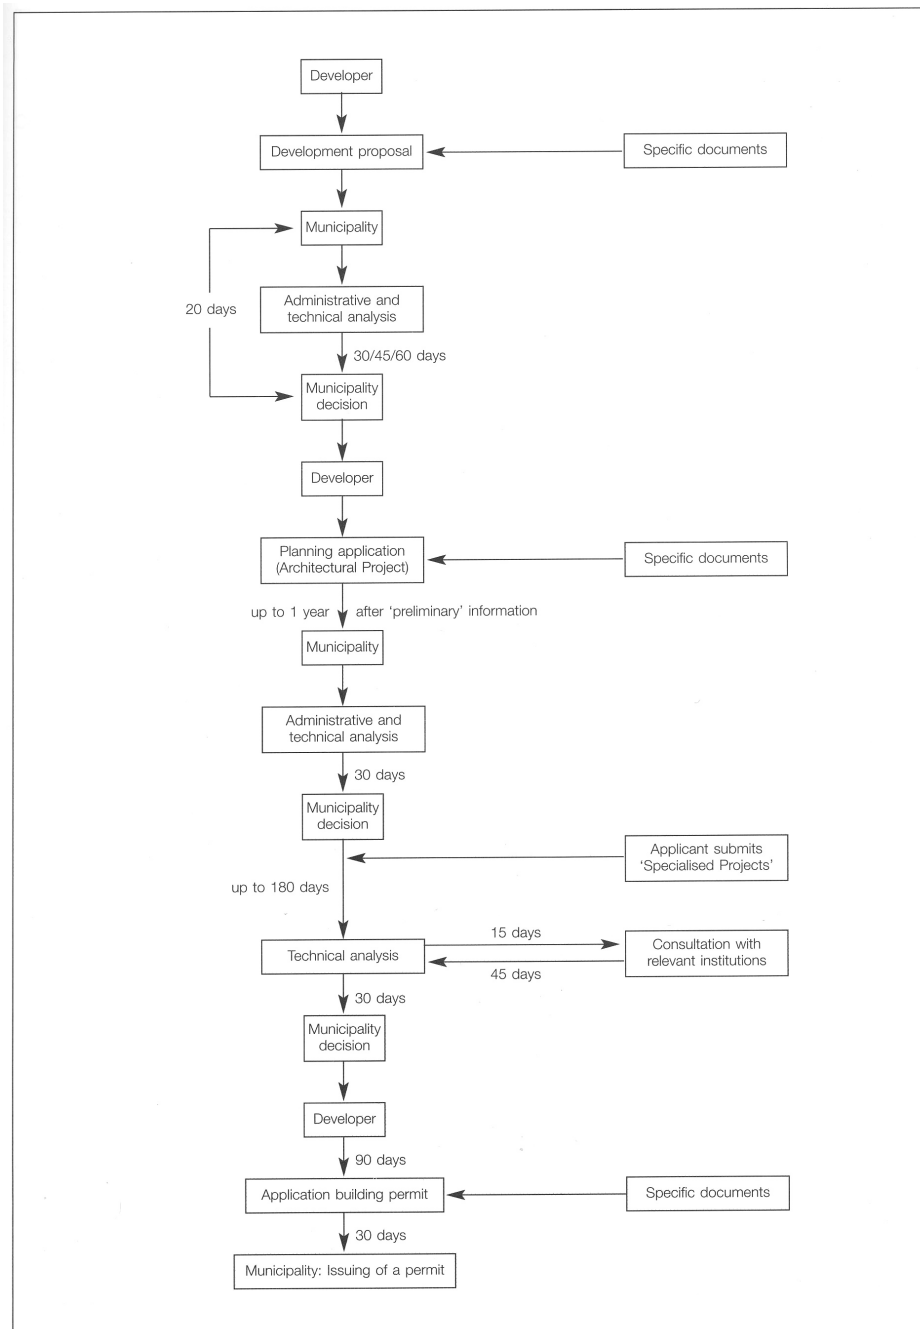 Developer
Development proposal
Specific documents
Municipality
20 days
Administrative and
technical analysis
30/45/60 days
Municipality
decision
Developer
Planning application
(Architectural Project)
Specific documents
up to 1 year
after ‘preliminary’ information
Municipality
Administrative and
technical analysis
30 days
Municipality
decision
Applicant submits
‘Specialised Projects’
up to 180 days
Technical analysis
15 days
45 days
Consultation with
relevant institutions
30 days
Municipality
decision
Developer
90 days
Application building permit
Specific documents
30 days
Municipality: Issuing of a permit